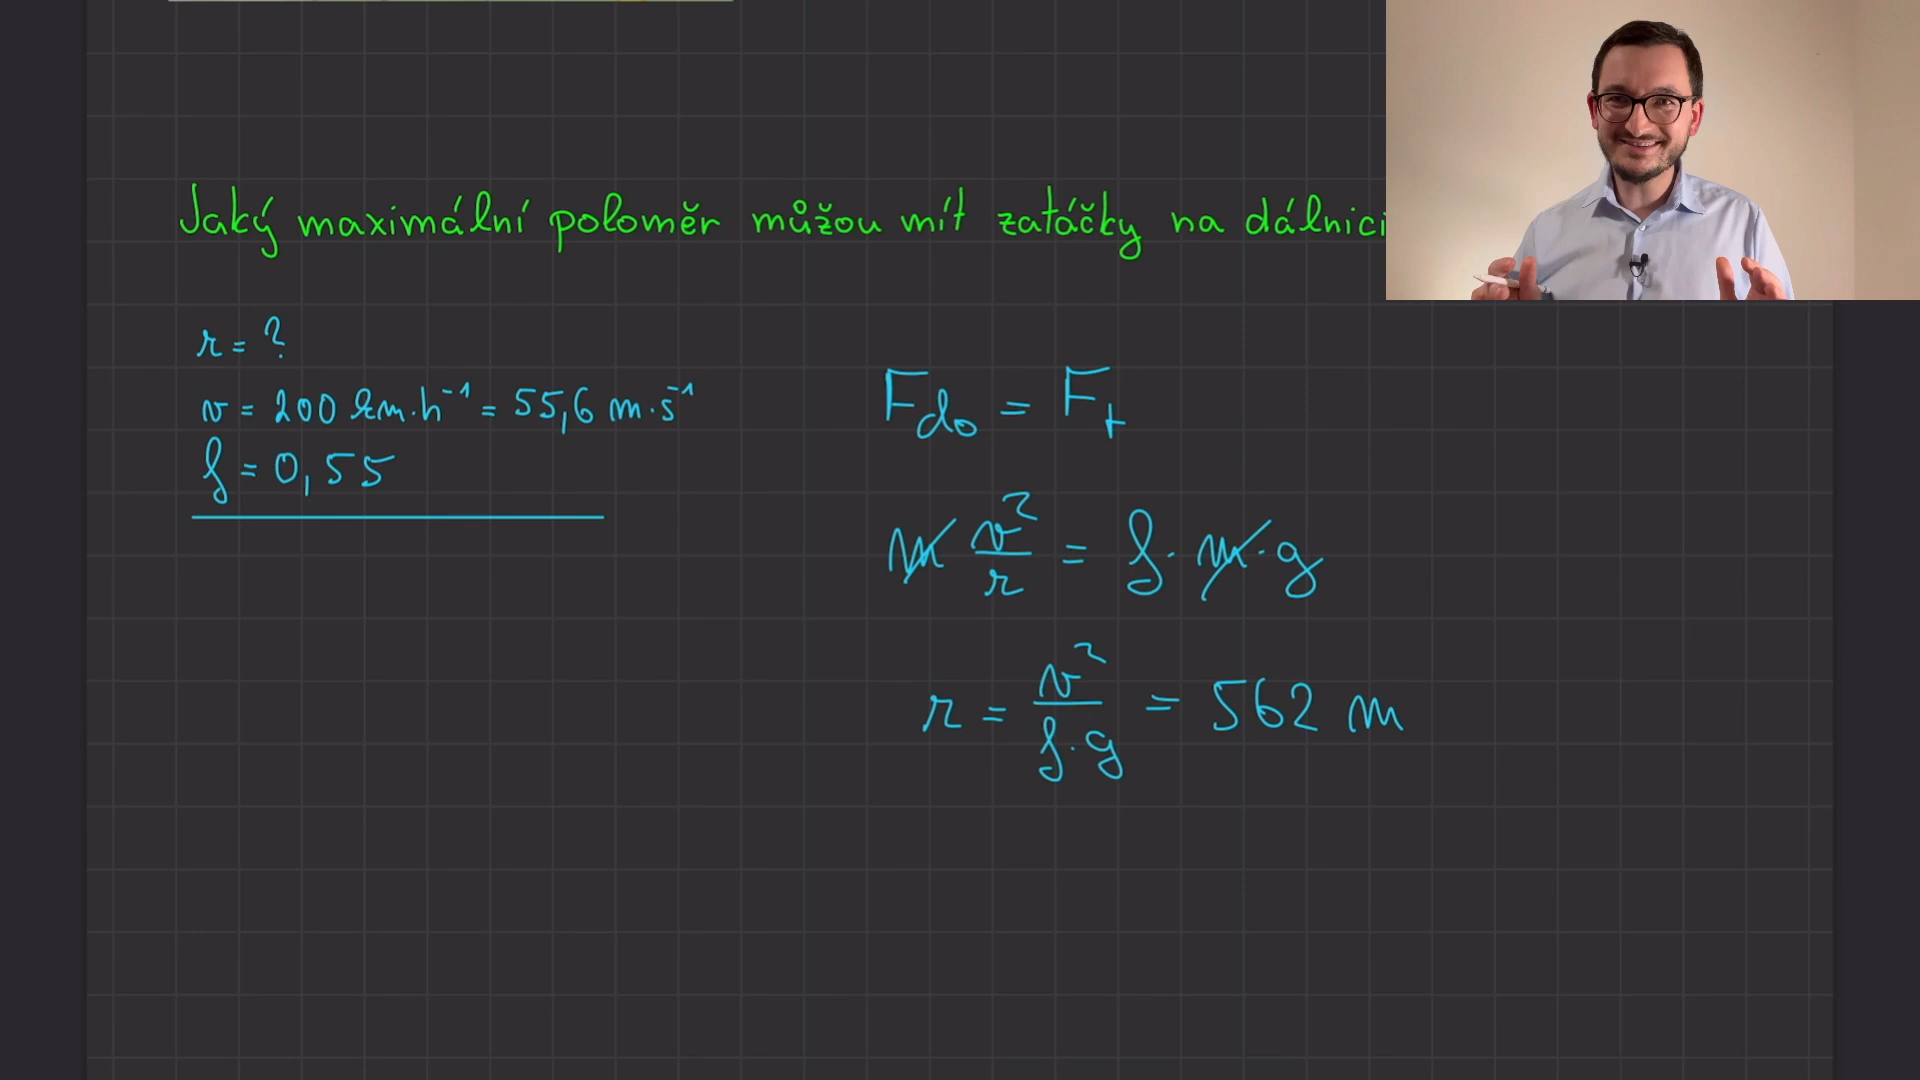 Jaký maximální poloměr můžou mít zatáčky na dálnici
r = ?
v = 200 km·h⁻¹ = 55,6 m·s⁻¹
f = 0,55
F_do = F_t
m v²/r = f · m · g
r = v²/(f·g) = 562 m